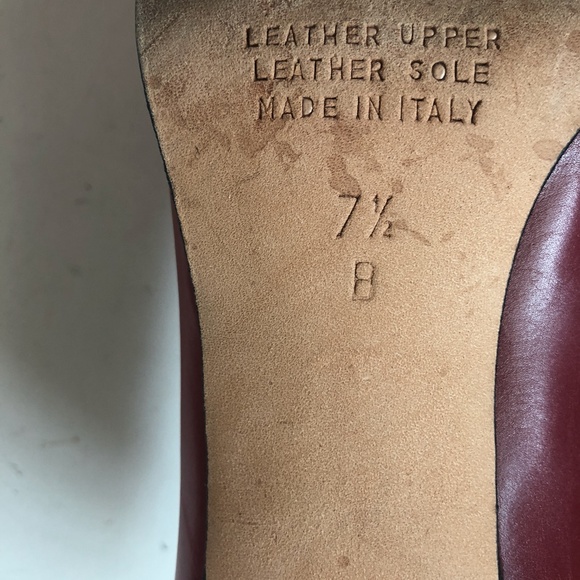 LEATHER UPPER
LEATHER SOLE
MADE IN ITALY
7½
B